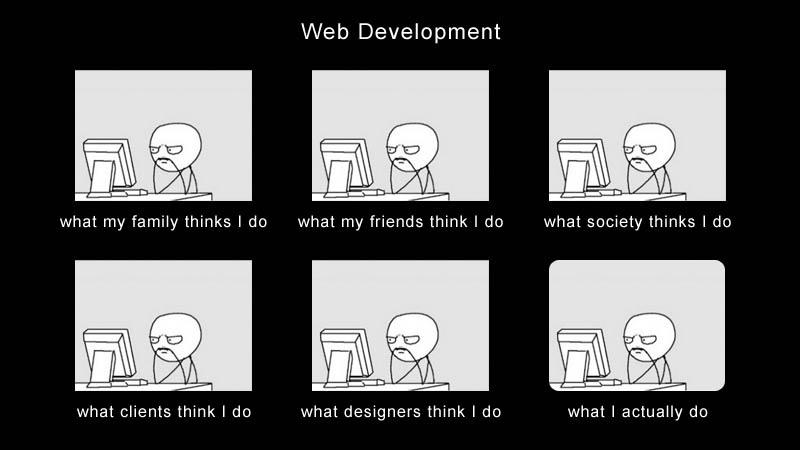 Web Development
what my family thinks I do
what my friends think I do
what society thinks I do
what clients think I do
what designers think I do
what I actually do